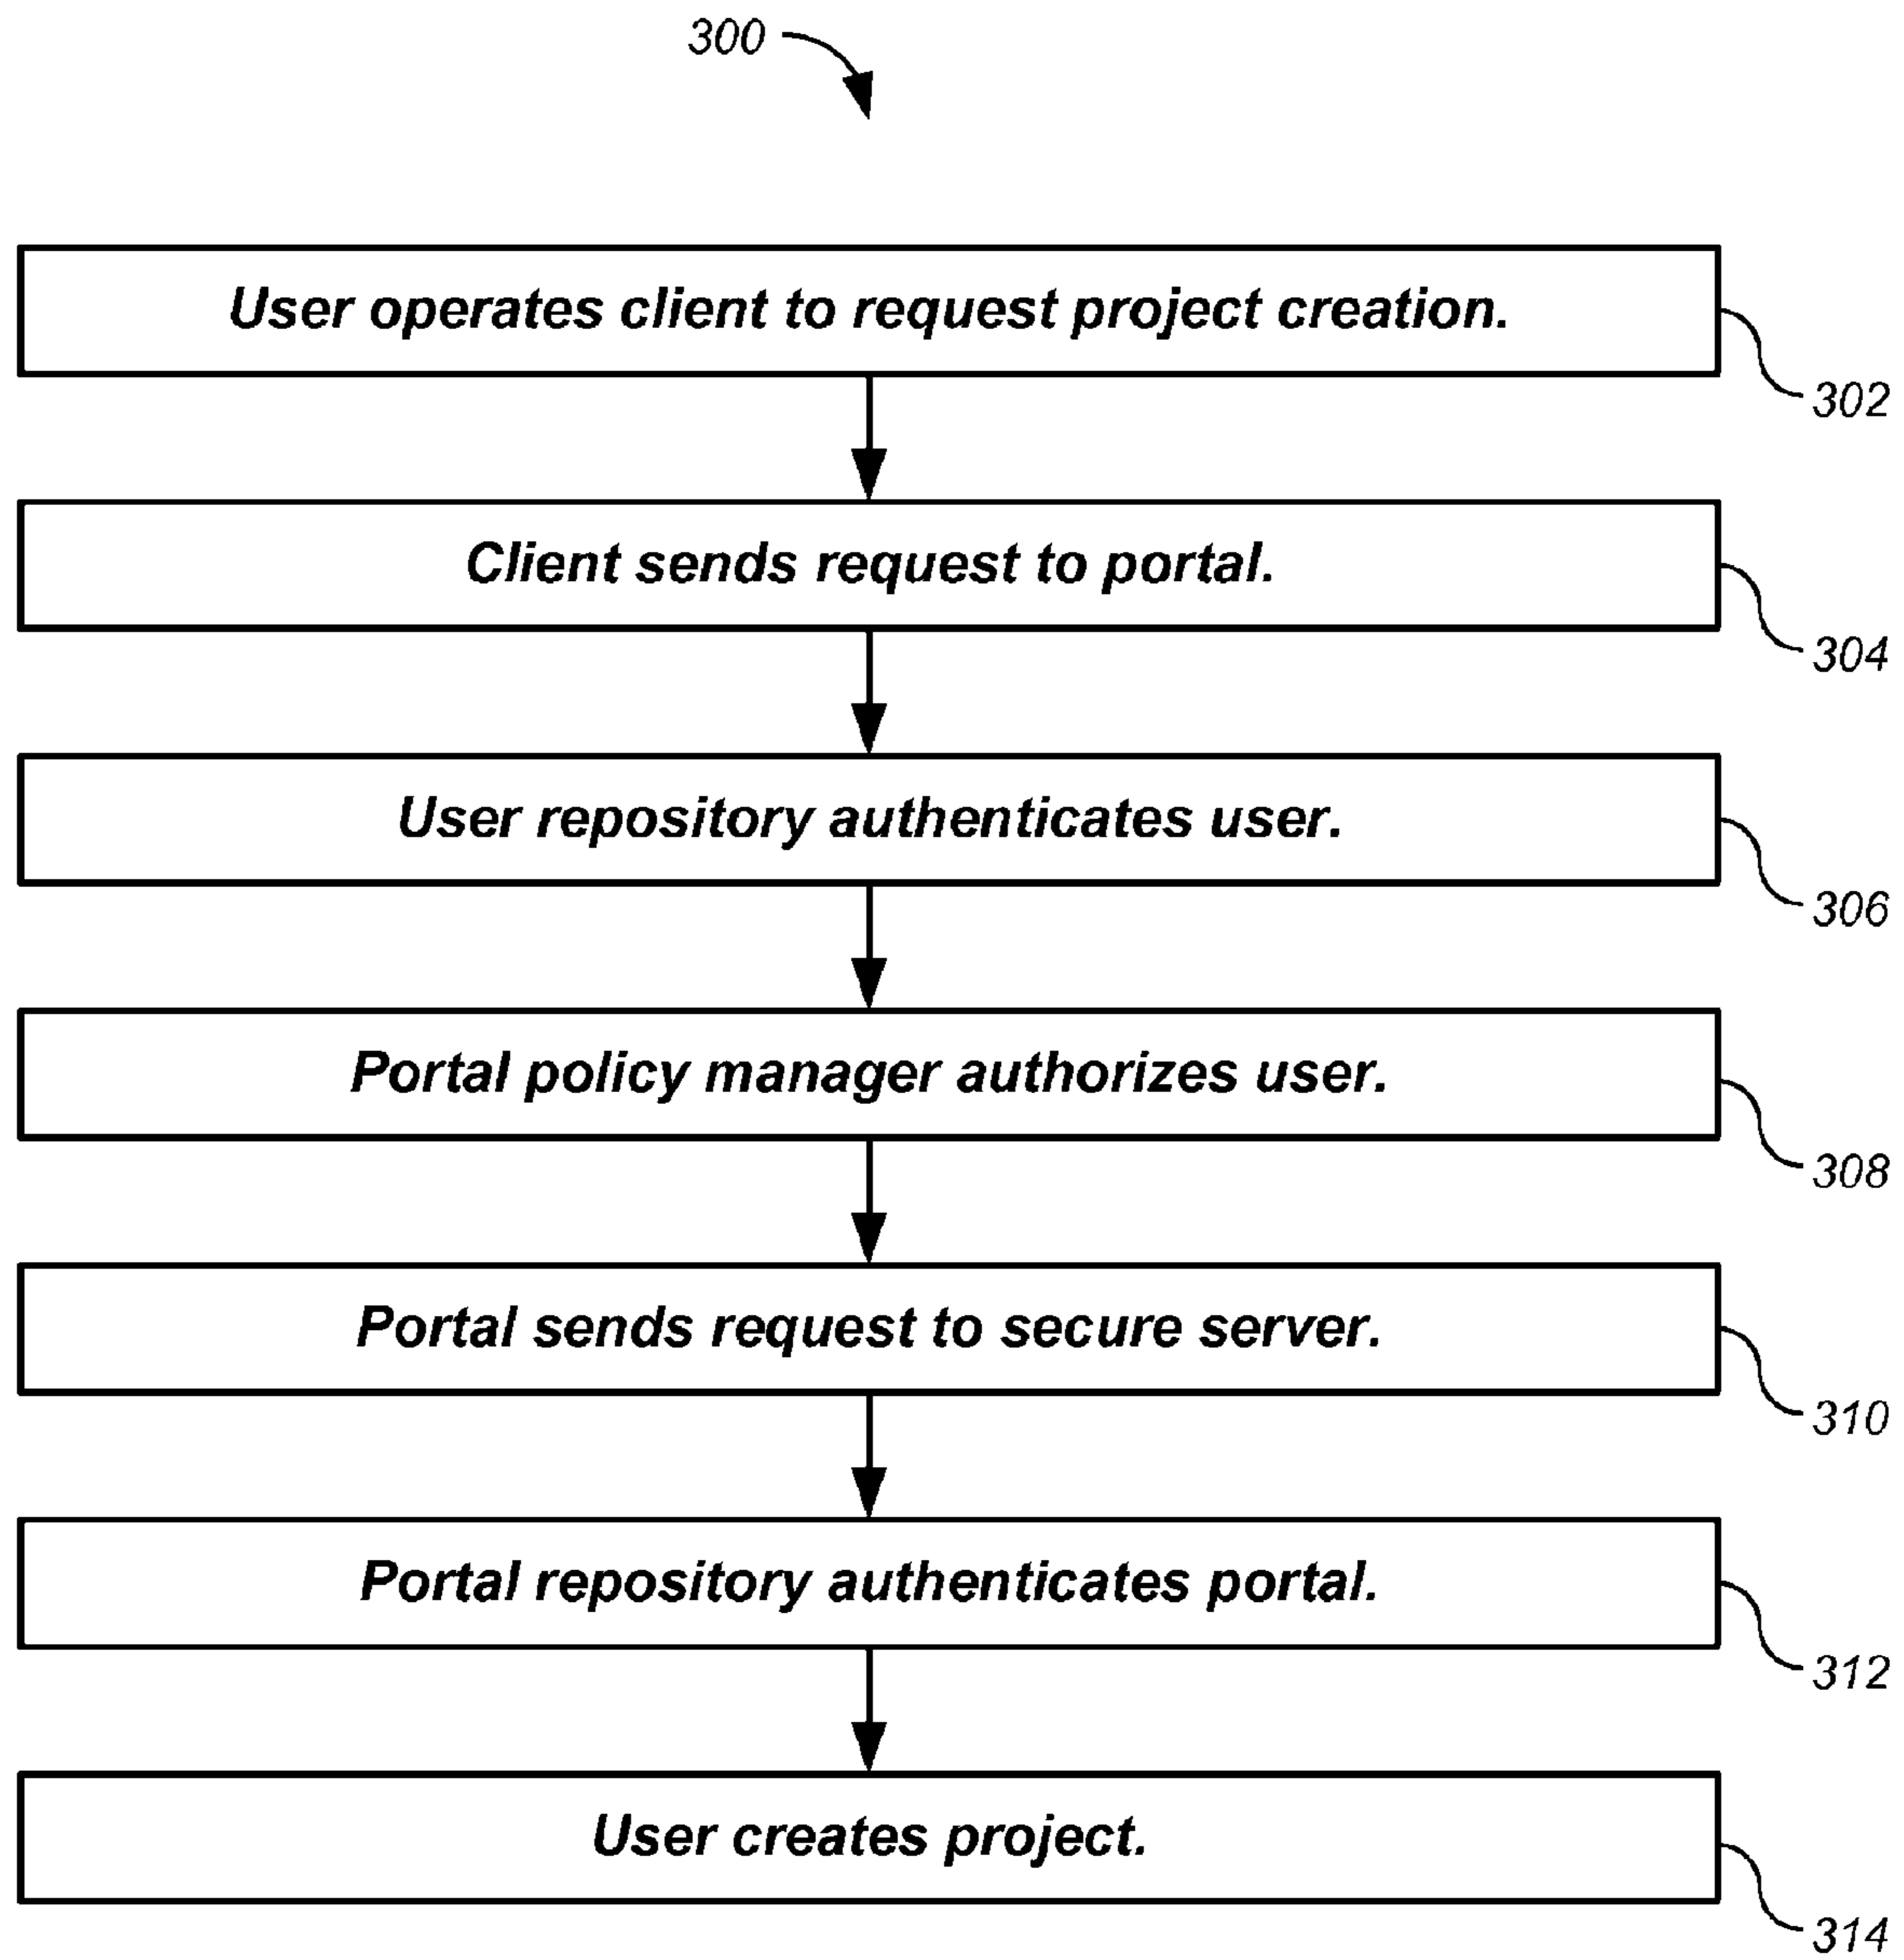 300
User operates client to request project creation.
302
Client sends request to portal.
304
User repository authenticates user.
306
Portal policy manager authorizes user.
308
Portal sends request to secure server.
310
Portal repository authenticates portal.
312
User creates project.
314